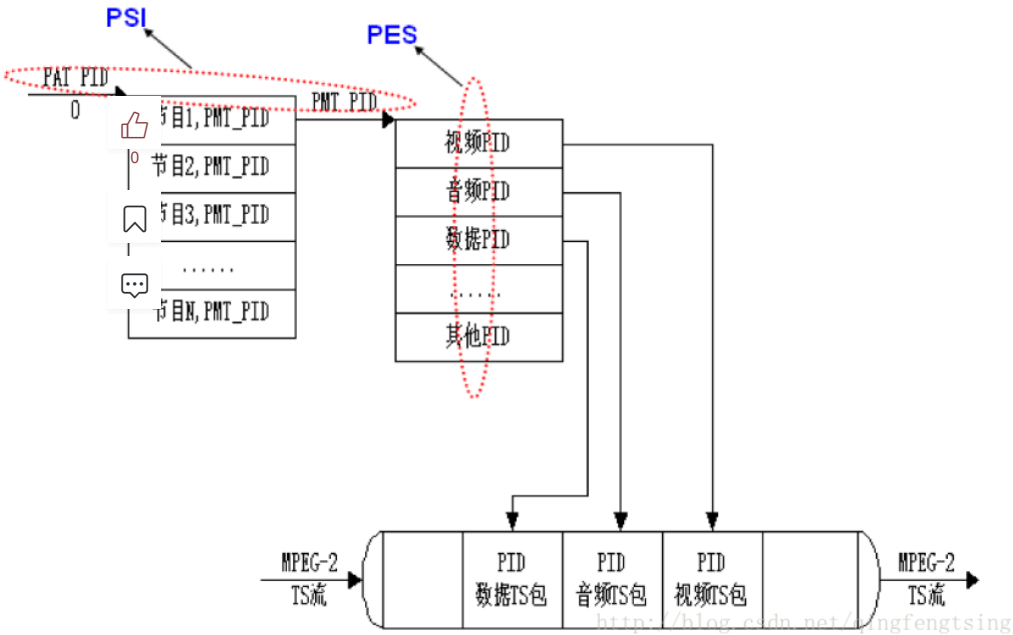 PSI
PES
PAT PID
0
PMT PID
节目1,PMT_PID
0
节目2,PMT_PID
节目3,PMT_PID
......
节目N,PMT_PID
视频PID
音频PID
数据PID
.......
其他PID
MPEG-2
TS流
PID
数据TS包
PID
音频TS包
PID
视频TS包
MPEG-2
TS流
http://blog.csdn.net/qingfengtsing